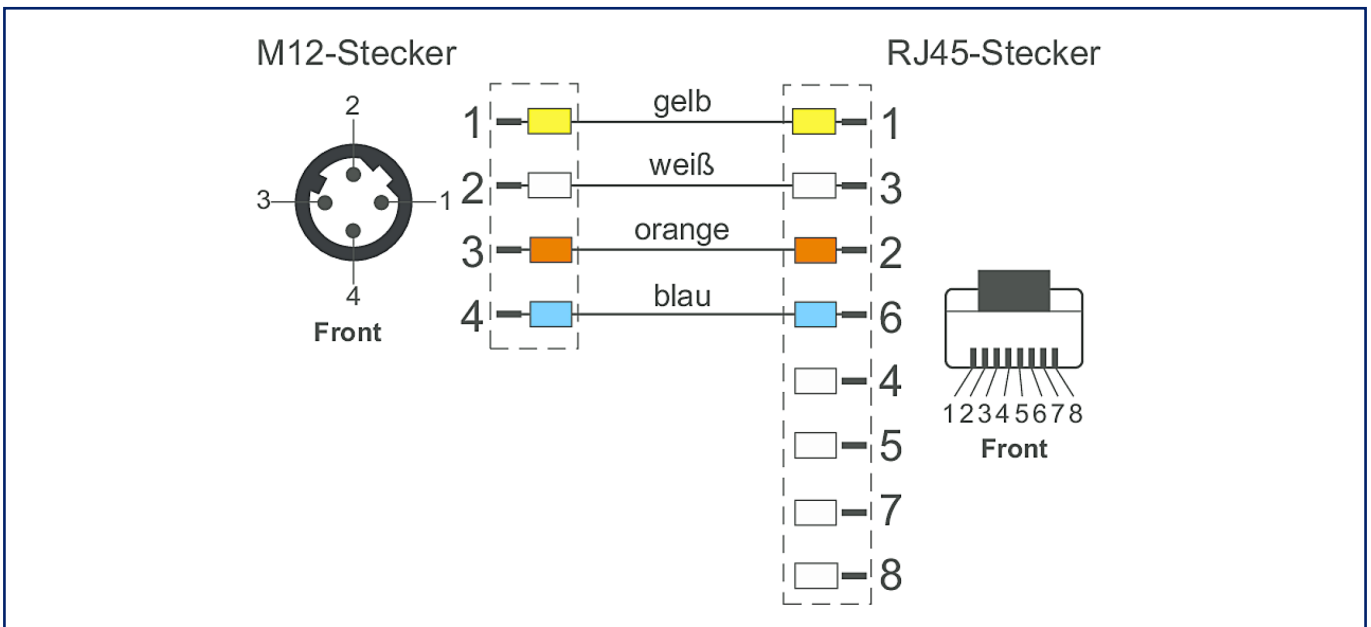 M12-Stecker
RJ45-Stecker
2
3
1
4
Front
1 gelb 1
2 weiß 3
3 orange 2
4 blau 6
4
5
7
8
12345678
Front